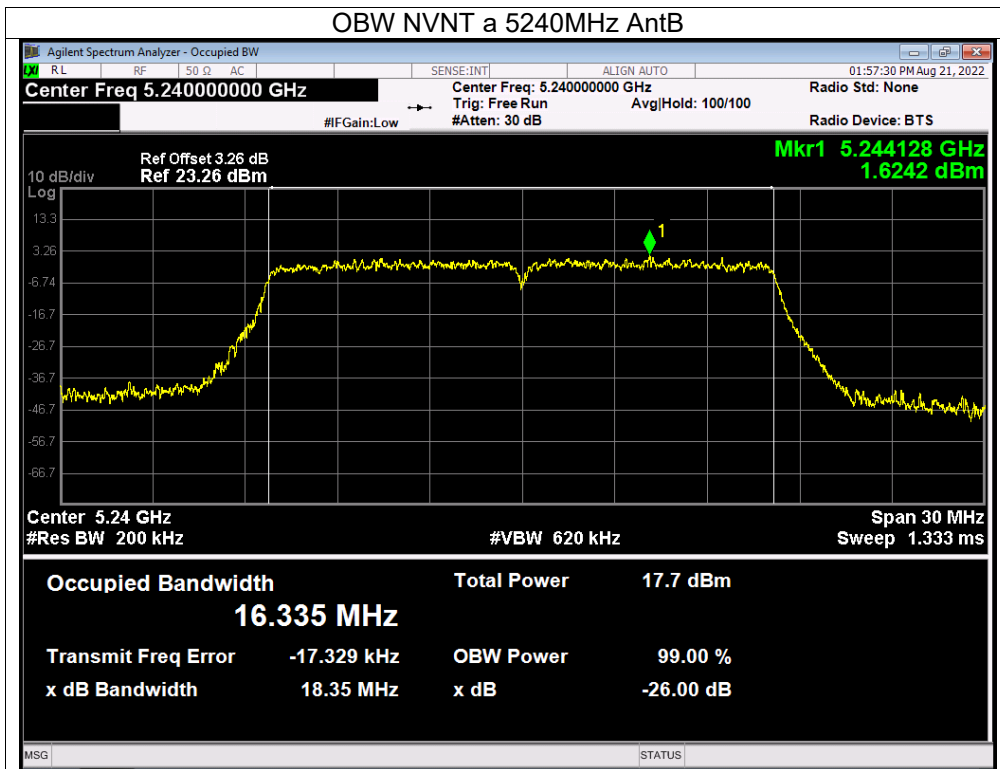 OBW NVNT a 5240MHz AntB
Agilent Spectrum Analyzer - Occupied BW
LXI RL RF 50 Ω AC SENSE:INT ALIGN AUTO 01:57:30 PM Aug 21, 2022
Center Freq 5.240000000 GHz Center Freq: 5.240000000 GHz Radio Std: None
Trig: Free Run Avg|Hold: 100/100
#IFGain:Low #Atten: 30 dB Radio Device: BTS
Mkr1 5.244128 GHz
1.6242 dBm
Ref Offset 3.26 dB
10 dB/div Ref 23.26 dBm
Log
13.3
1
3.26
-6.74
-16.7
-26.7
-36.7
-46.7
-56.7
-66.7
Center 5.24 GHz Span 30 MHz
#Res BW 200 kHz #VBW 620 kHz Sweep 1.333 ms
Occupied Bandwidth Total Power 17.7 dBm
16.335 MHz
Transmit Freq Error -17.329 kHz OBW Power 99.00 %
x dB Bandwidth 18.35 MHz x dB -26.00 dB
MSG STATUS